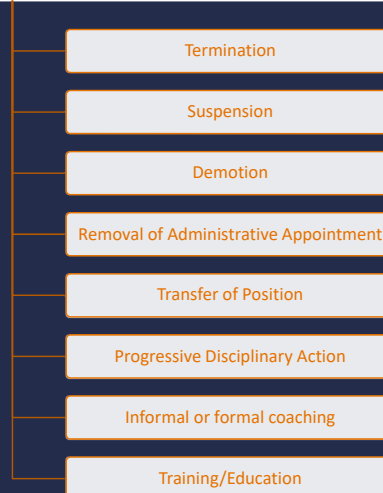 Termination
Suspension
Demotion
Removal of Administrative Appointment
Transfer of Position
Progressive Disciplinary Action
Informal or formal coaching
Training/Education